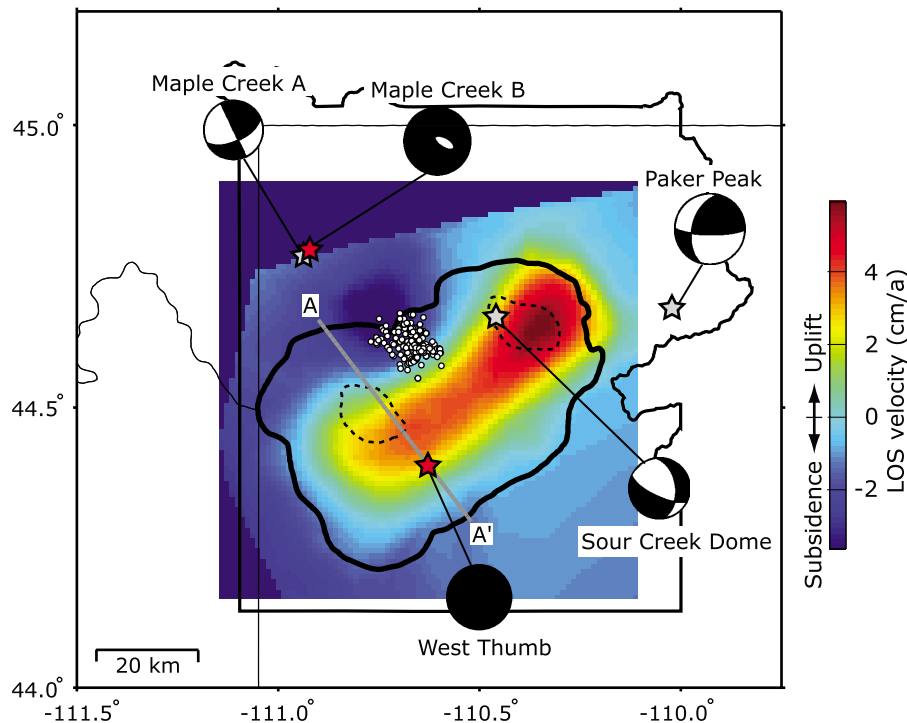 Maple Creek A
Maple Creek B
45.0°
Paker Peak
A
4
2
0
-2
Subsidence ↔ Uplift
LOS velocity (cm/a)
44.5°
A'
Sour Creek Dome
West Thumb
20 km
44.0°
-111.5° -111.0° -110.5° -110.0°